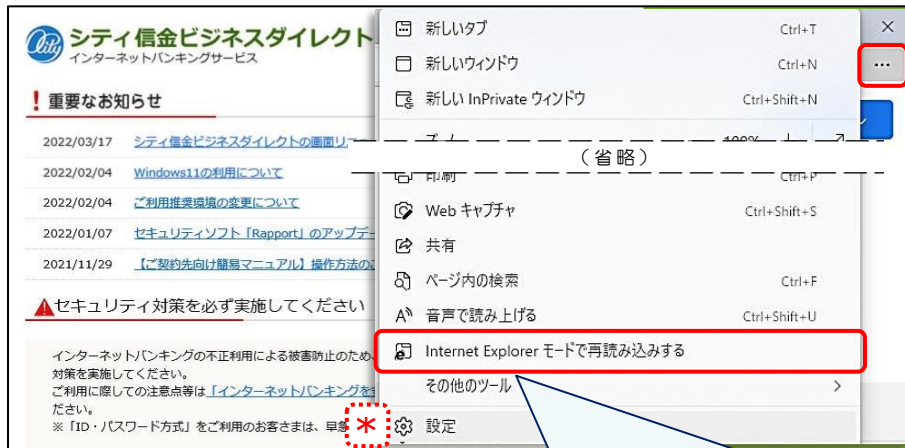 City
シティ信金ビジネスダイレクト
インターネットバンキングサービス
重要なお知らせ
2022/03/17 シティ信金ビジネスダイレクトの画面リ
2022/02/04 Windows11の利用について
2022/02/04 ご利用推奨環境の変更について
2022/01/07 セキュリティソフト「Rapport」のアップデー
2021/11/29 【ご契約先向け簡易マニュアル】操作方法の
セキュリティ対策を必ず実施してください
インターネットバンキングの不正利用による被害防止のため、
対策を実施してください。
ご利用に際しての注意点等は「インターネットバンキングを
ださい。
※「ID・パスワード方式」をご利用のお客さまは、早急
*
新しいタブ Ctrl+T
新しいウィンドウ Ctrl+N
新しい InPrivate ウィンドウ Ctrl+Shift+N
ズーム 100% +
(省略)
印刷 Ctrl+P
Web キャプチャ Ctrl+Shift+S
共有
ページ内の検索 Ctrl+F
音声で読み上げる Ctrl+Shift+U
Internet Explorer モードで再読み込みする
その他のツール
設定